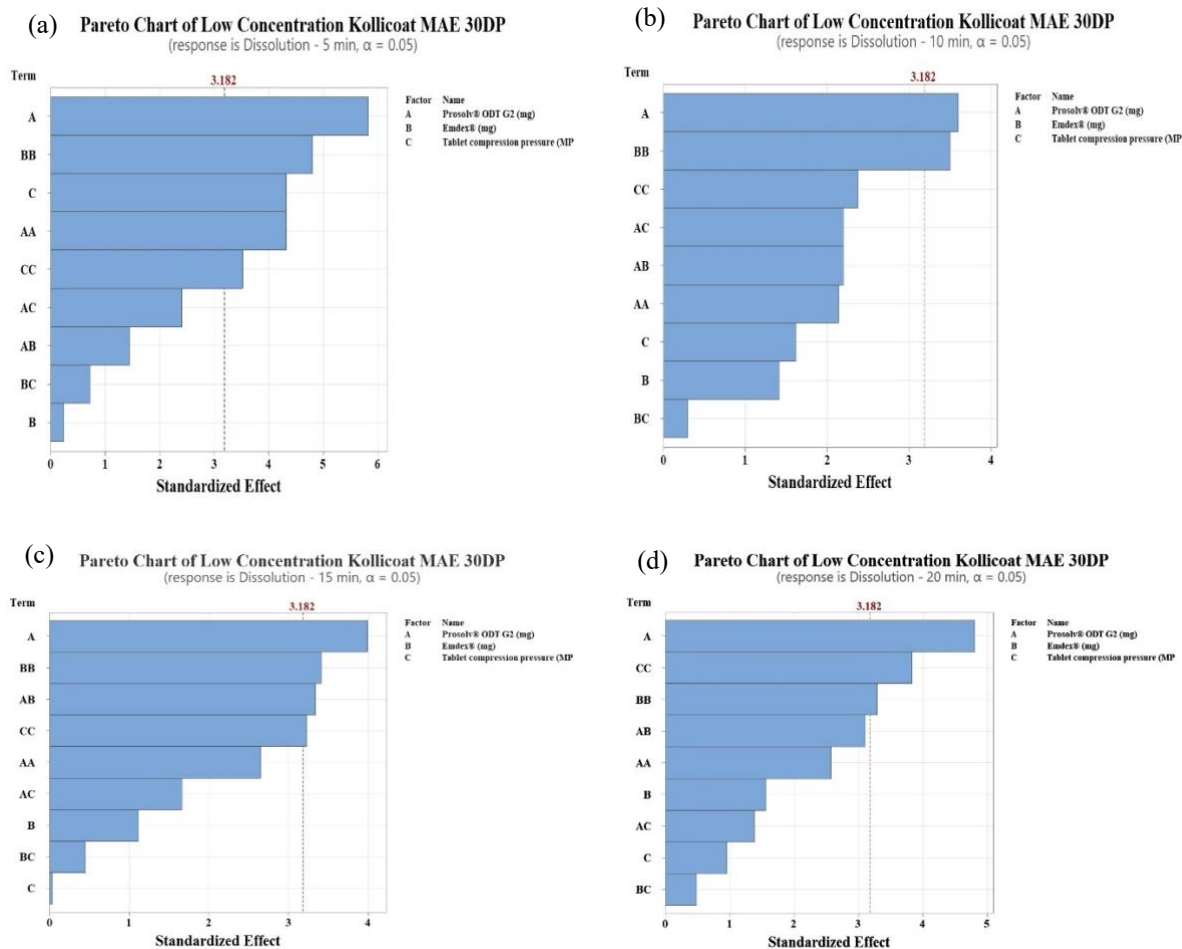 (a)
Pareto Chart of Low Concentration Kollicoat MAE 30DP
(response is Dissolution - 5 min, α = 0.05)
Term
3.182
A
BB
C
AA
CC
AC
AB
BC
B
0 1 2 3 4 5 6
Standardized Effect
Factor Name
A Prosolv® ODT G2 (mg)
B Emdex® (mg)
C Tablet compression pressure (MP
(b)
Pareto Chart of Low Concentration Kollicoat MAE 30DP
(response is Dissolution - 10 min, α = 0.05)
Term
3.182
A
BB
CC
AC
AB
AA
C
B
BC
0 1 2 3 4
Standardized Effect
Factor Name
A Prosolv® ODT G2 (mg)
B Emdex® (mg)
C Tablet compression pressure (MP
(c)
Pareto Chart of Low Concentration Kollicoat MAE 30DP
(response is Dissolution - 15 min, α = 0.05)
Term
3.182
A
BB
AB
CC
AA
AC
B
BC
C
0 1 2 3 4
Standardized Effect
Factor Name
A Prosolv® ODT G2 (mg)
B Emdex® (mg)
C Tablet compression pressure (MP
(d)
Pareto Chart of Low Concentration Kollicoat MAE 30DP
(response is Dissolution - 20 min, α = 0.05)
Term
3.182
A
CC
BB
AB
AA
B
AC
C
BC
0 1 2 3 4 5
Standardized Effect
Factor Name
A Prosolv® ODT G2 (mg)
B Emdex® (mg)
C Tablet compression pressure (MP